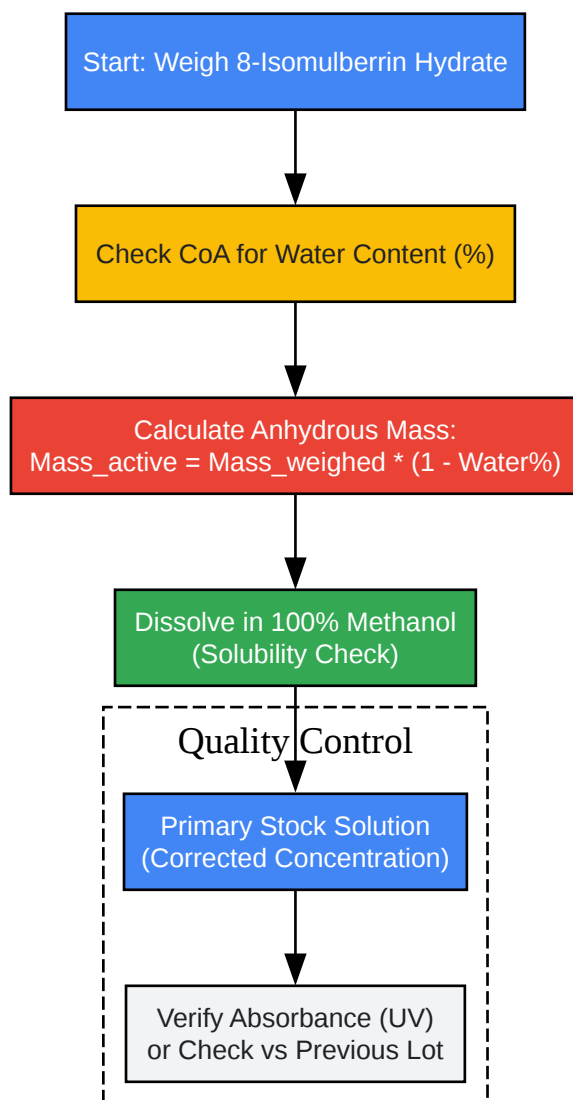 Start: Weigh 8-Isomulberrin Hydrate
Check CoA for Water Content (%)
Calculate Anhydrous Mass:
Mass_active = Mass_weighed * (1 - Water%)
Dissolve in 100% Methanol
(Solubility Check)
Quality Control
Primary Stock Solution
(Corrected Concentration)
Verify Absorbance (UV)
or Check vs Previous Lot